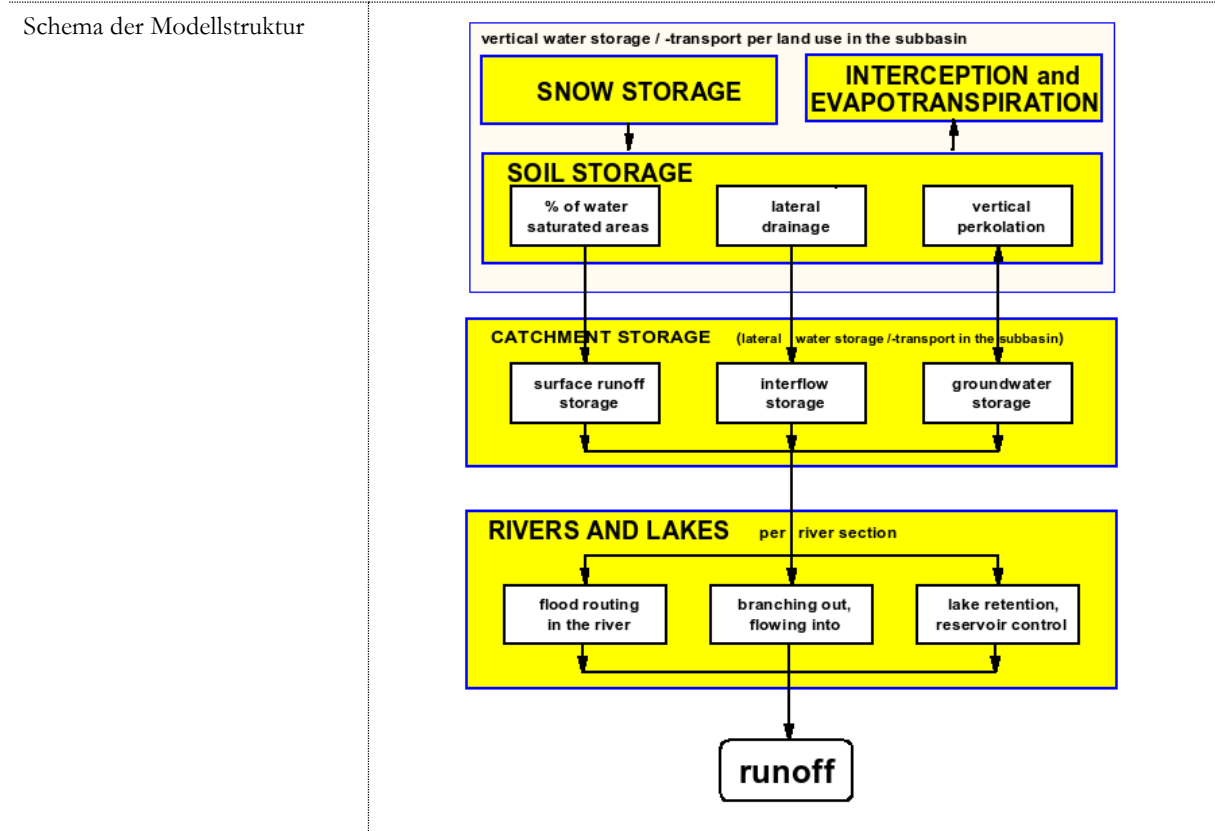 Schema der Modellstruktur
vertical water storage / -transport per land use in the subbasin
SNOW STORAGE
INTERCEPTION and
EVAPOTRANSPIRATION
SOIL STORAGE
% of water
saturated areas
lateral
drainage
vertical
perkolation
CATCHMENT STORAGE (lateral water storage /-transport in the subbasin)
surface runoff
storage
interflow
storage
groundwater
storage
RIVERS AND LAKES per river section
flood routing
in the river
branching out,
flowing into
lake retention,
reservoir control
runoff